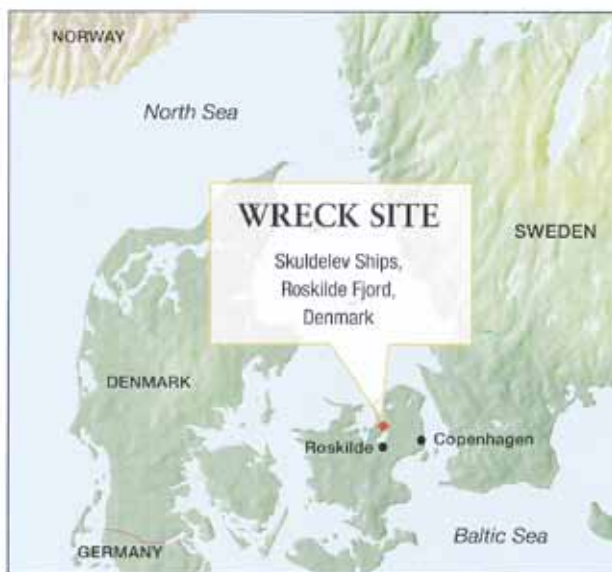 NORWAY
North Sea
WRECK SITE
Skuldelev Ships,
Roskilde Fjord,
Denmark
SWEDEN
DENMARK
Roskilde
Copenhagen
Baltic Sea
GERMANY